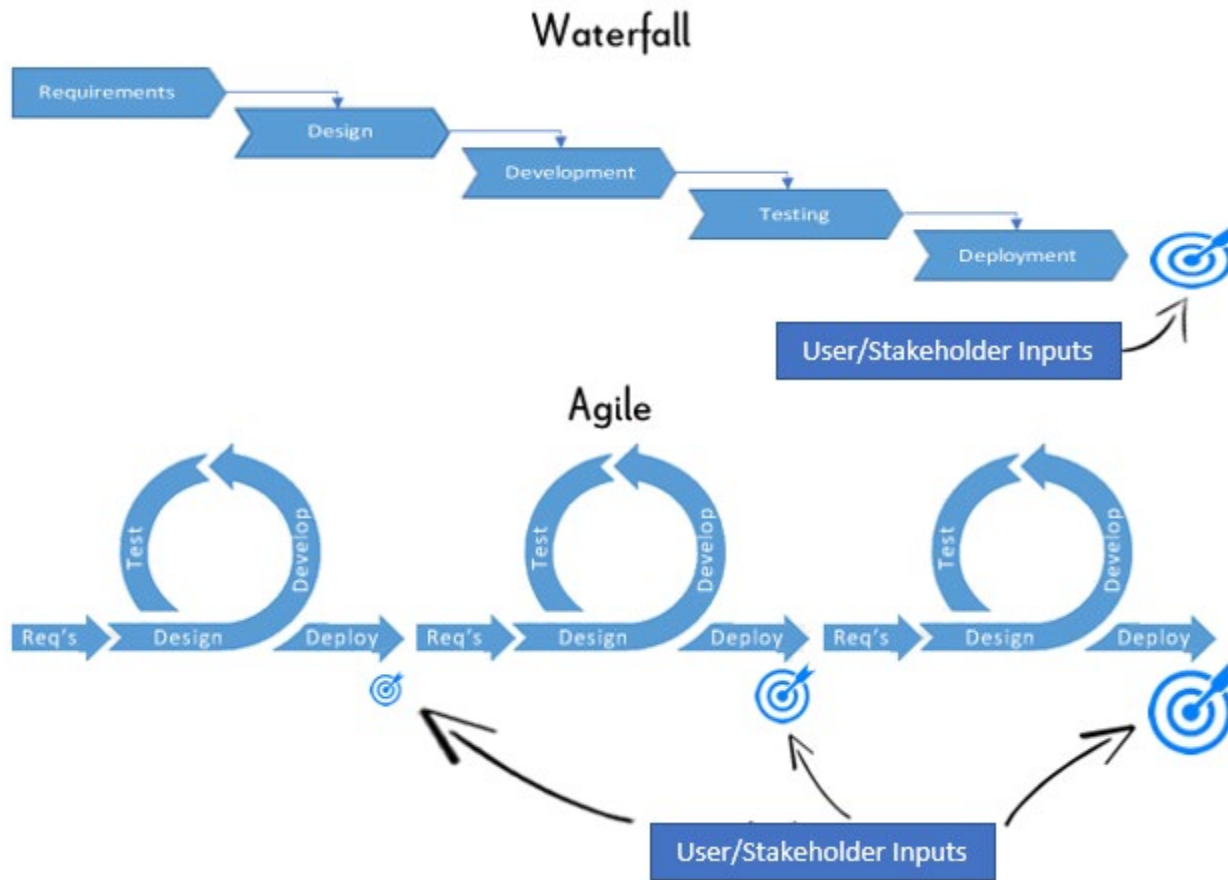 Waterfall
Requirements
Design
Development
Testing
Deployment
User/Stakeholder Inputs
Agile
Test
Develop
Req's
Design
Deploy
Test
Develop
Req's
Design
Deploy
Test
Develop
Req's
Design
Deploy
User/Stakeholder Inputs